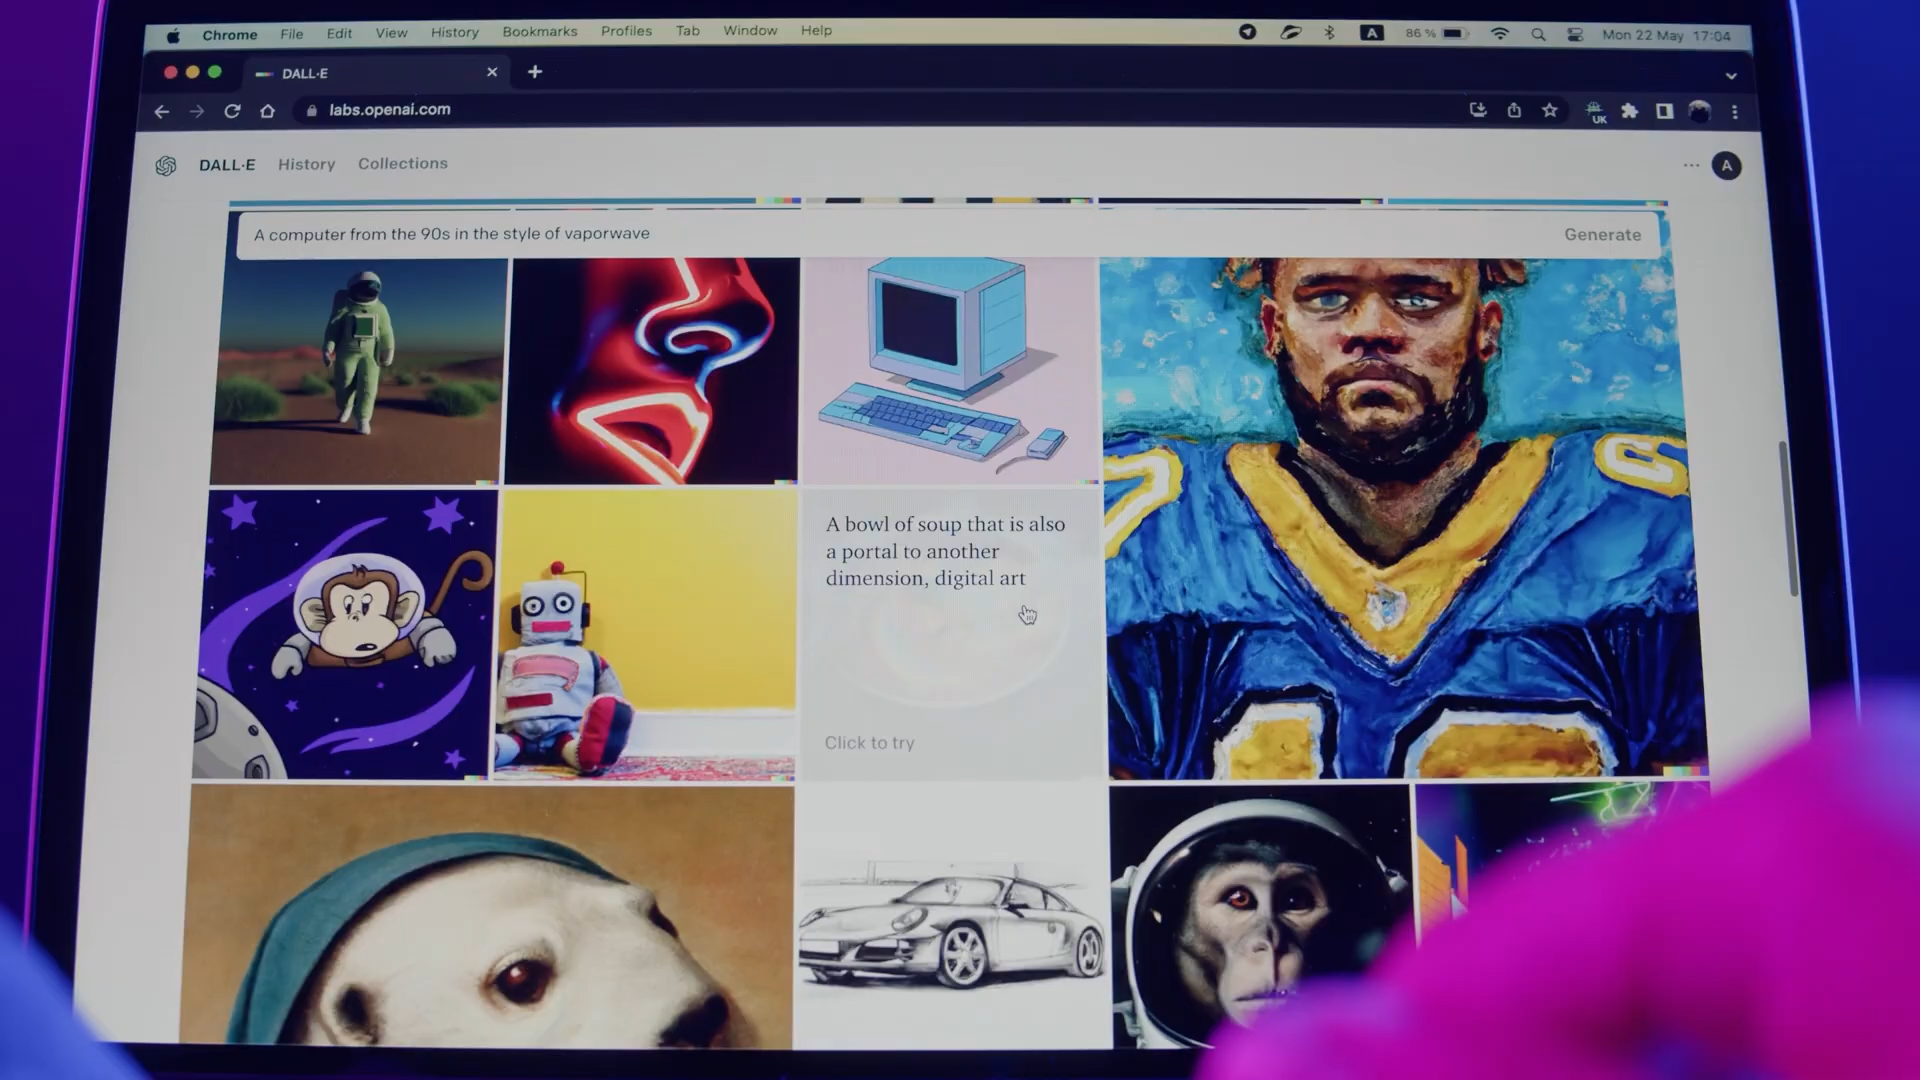 Chrome File Edit View History Bookmarks Profiles Tab Window Help A 86 % Mon 22 May 17:04
DALL·E
labs.openai.com UK
DALL·E History Collections A
A computer from the 90s in the style of vaporwave Generate
A bowl of soup that is also
a portal to another
dimension, digital art
Click to try